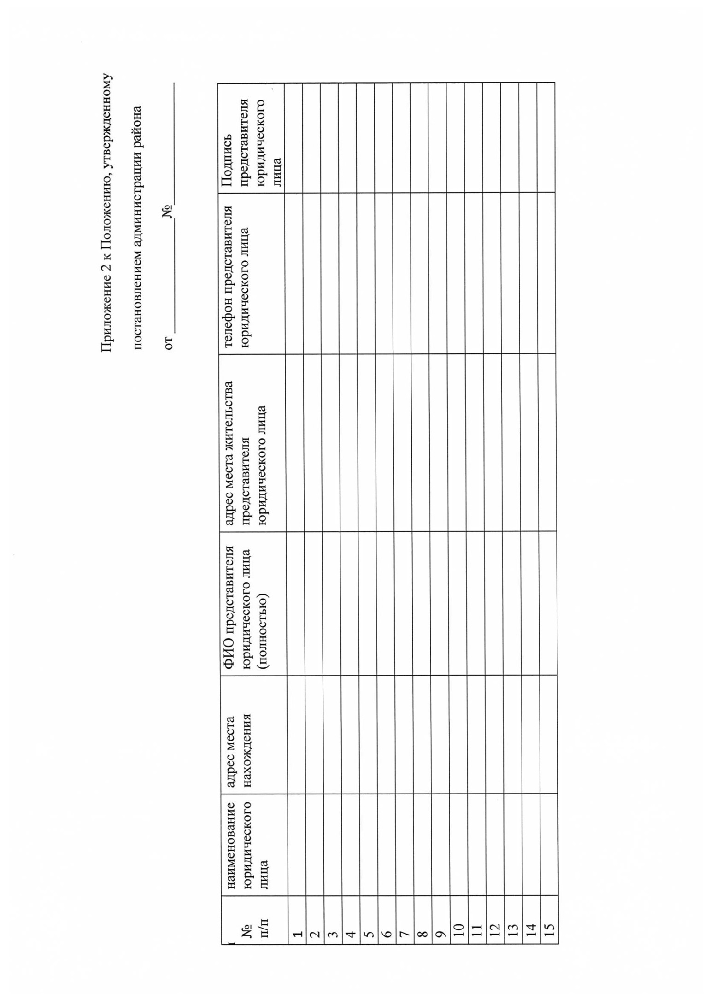 Приложение 2 к Положению, утвержденному
постановлением администрации района
от ____________ № ____________
№
п/п
наименование
юридического
лица
адрес места
нахождения
ФИО представителя
юридического лица
(полностью)
адрес места жительства
представителя
юридического лица
телефон представителя
юридического лица
Подпись
представителя
юридического
лица
1
2
3
4
5
6
7
8
9
10
11
12
13
14
15